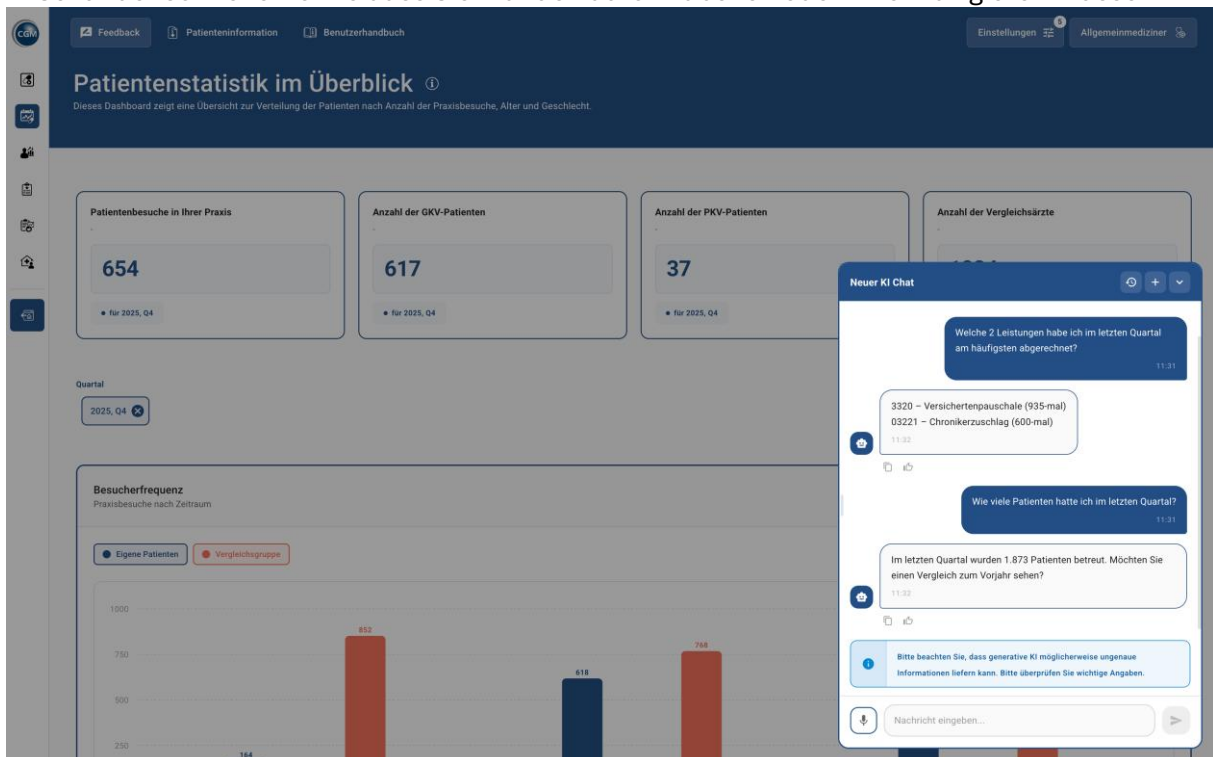 CGM
Feedback
Patienteninformation
Benutzerhandbuch
Einstellungen
5
Allgemeinmediziner
Patientenstatistik im Überblick
Dieses Dashboard zeigt eine Übersicht zur Verteilung der Patienten nach Anzahl der Praxisbesuche, Alter und Geschlecht.
Patientenbesuche in Ihrer Praxis
-
654
• für 2025, Q4
Anzahl der GKV-Patienten
-
617
• für 2025, Q4
Anzahl der PKV-Patienten
-
37
• für 2025, Q4
Anzahl der Vergleichsärzte
-
Quartal
2025, Q4
Besucherfrequenz
Praxisbesuche nach Zeitraum
Eigene Patienten
Vergleichsgruppe
1000
750
500
250
164
852
618
768
Neuer KI Chat
Welche 2 Leistungen habe ich im letzten Quartal
am häufigsten abgerechnet?
11:31
3320 – Versichertenpauschale (935-mal)
03221 – Chronikerzuschlag (600-mal)
11:32
Wie viele Patienten hatte ich im letzten Quartal?
11:31
Im letzten Quartal wurden 1.873 Patienten betreut. Möchten Sie
einen Vergleich zum Vorjahr sehen?
11:32
Bitte beachten Sie, dass generative KI möglicherweise ungenaue
Informationen liefern kann. Bitte überprüfen Sie wichtige Angaben.
Nachricht eingeben...